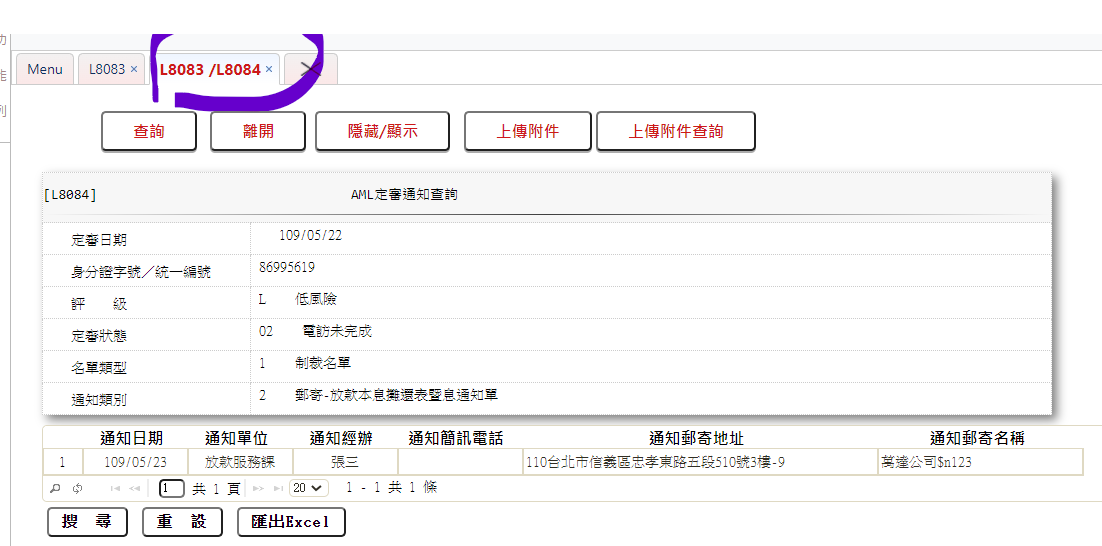 功
能
列
Menu L8083 × L8083 /L8084 ×
查詢 離開 隱藏/顯示 上傳附件 上傳附件查詢
[L8084] AML定審通知查詢
定審日期 109/05/22
身分證字號／統一編號 86995619
評 級 L 低風險
定審狀態 02 電訪未完成
名單類型 1 制裁名單
通知類別 2 郵寄-放款本息攤還表暨息通知單
通知日期 通知單位 通知經辦 通知簡訊電話 通知郵寄地址 通知郵寄名稱
1 109/05/23 放款服務課 張三 110台北市信義區忠孝東路五段510號3樓-9 萬達公司$n123
1 共 1 頁 20 1 - 1 共 1 條
搜 尋 重 設 匯出Excel